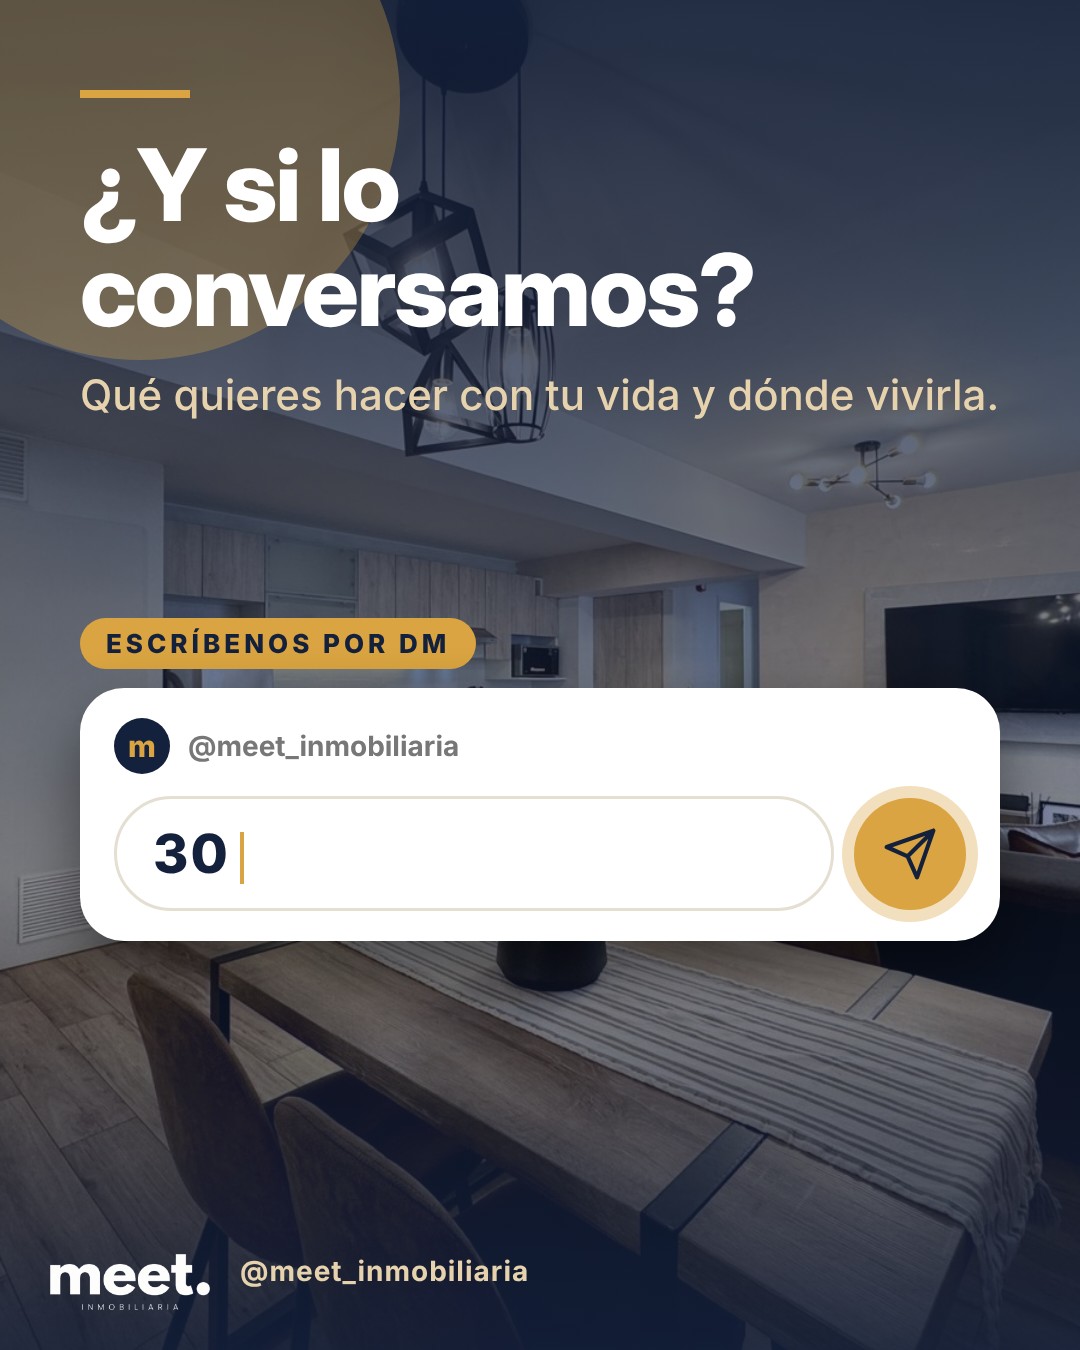 ¿Y si lo
conversamos?
Qué quieres hacer con tu vida y dónde vivirla.
ESCRÍBENOS POR DM
m
@meet_inmobiliaria
30
meet.
INMOBILIARIA
@meet_inmobiliaria